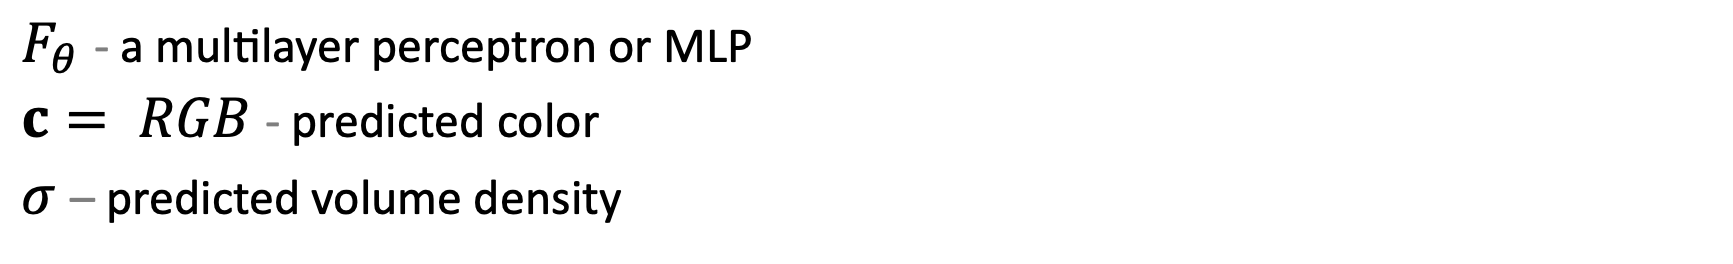 F_θ - a multilayer perceptron or MLP
𝐜 = RGB - predicted color
σ – predicted volume density